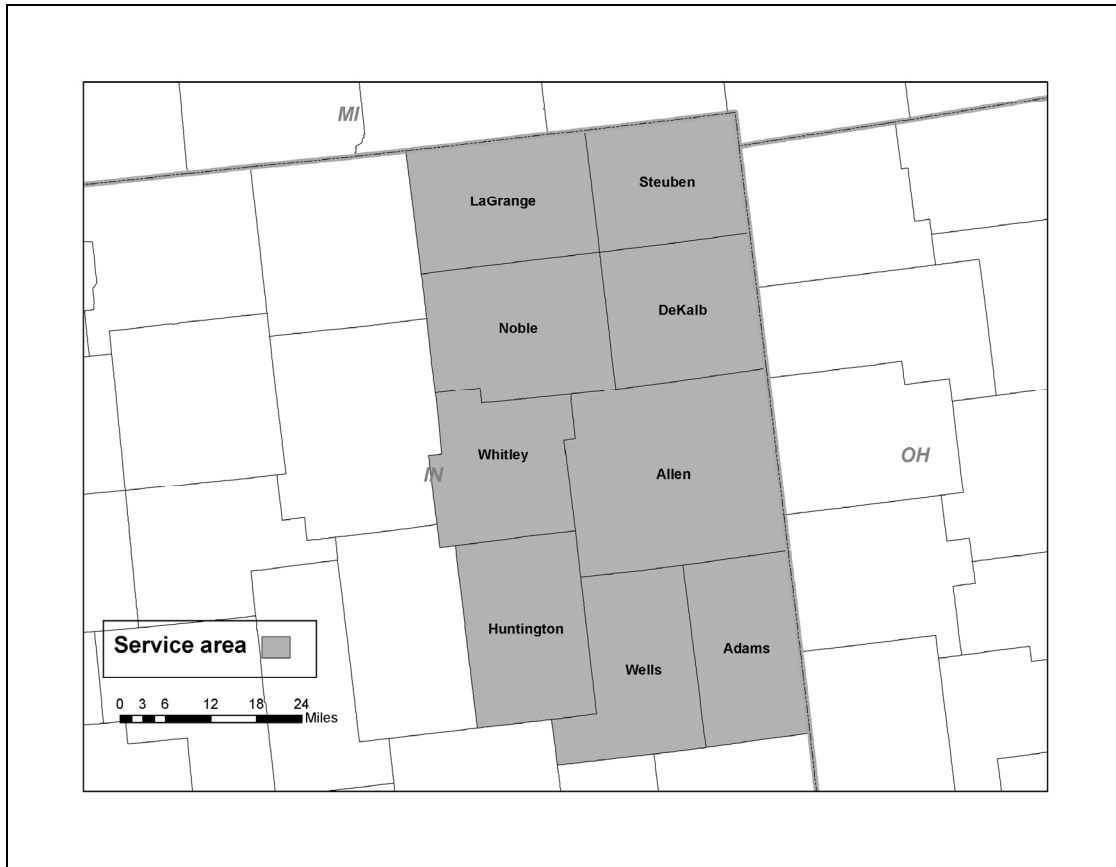 MI
Steuben
LaGrange
DeKalb
Noble
Whitley
IN
Allen
OH
Huntington
Service area
Adams
Wells
0 3 6 12 18 24
Miles